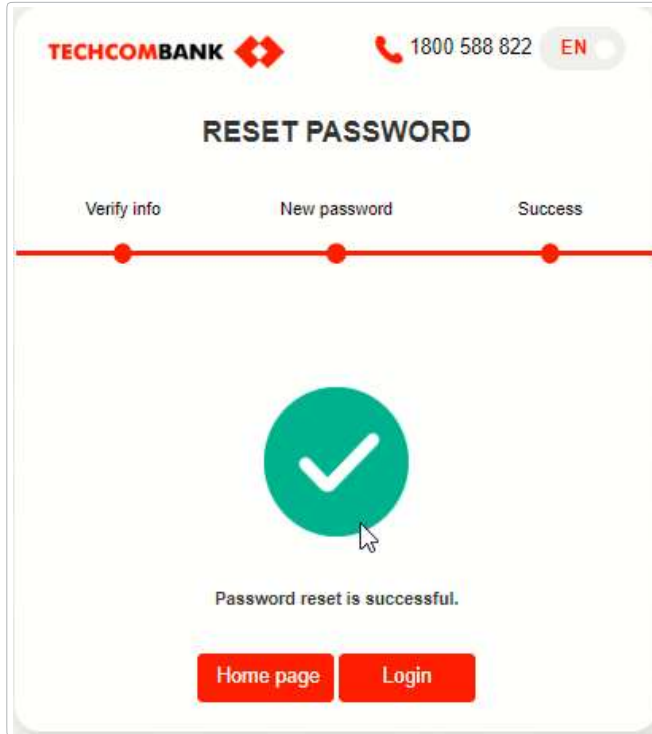 TECHCOMBANK 1800 588 822 EN
RESET PASSWORD
Verify info New password Success
Password reset is successful.
Home page Login